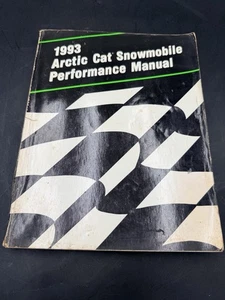 1993
Arctic Cat Snowmobile
Performance Manual